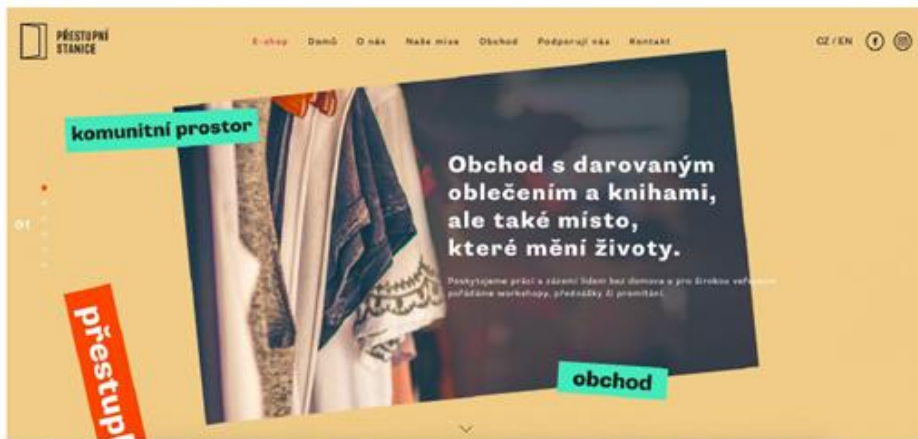 PŘESTUPNÍ
STANICE
E-shop Domů O nás Naše mise Obchod Podporují nás Kontakt
CZ / EN
komunitní prostor
Obchod s darovaným
oblečením a knihami,
ale také místo,
které mění životy.
Poskytujeme práci a zázemí lidem bez domova a pro širokou veřejnost
pořádáme workshopy, přednášky či promítání.
01
přestupl
obchod